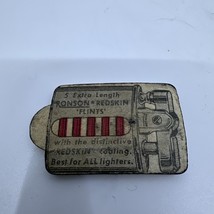 5 Extra Length
RONSON REDSKIN
'FLINTS'
with the distinctive
REDSKIN coating.
Best for ALL lighters.